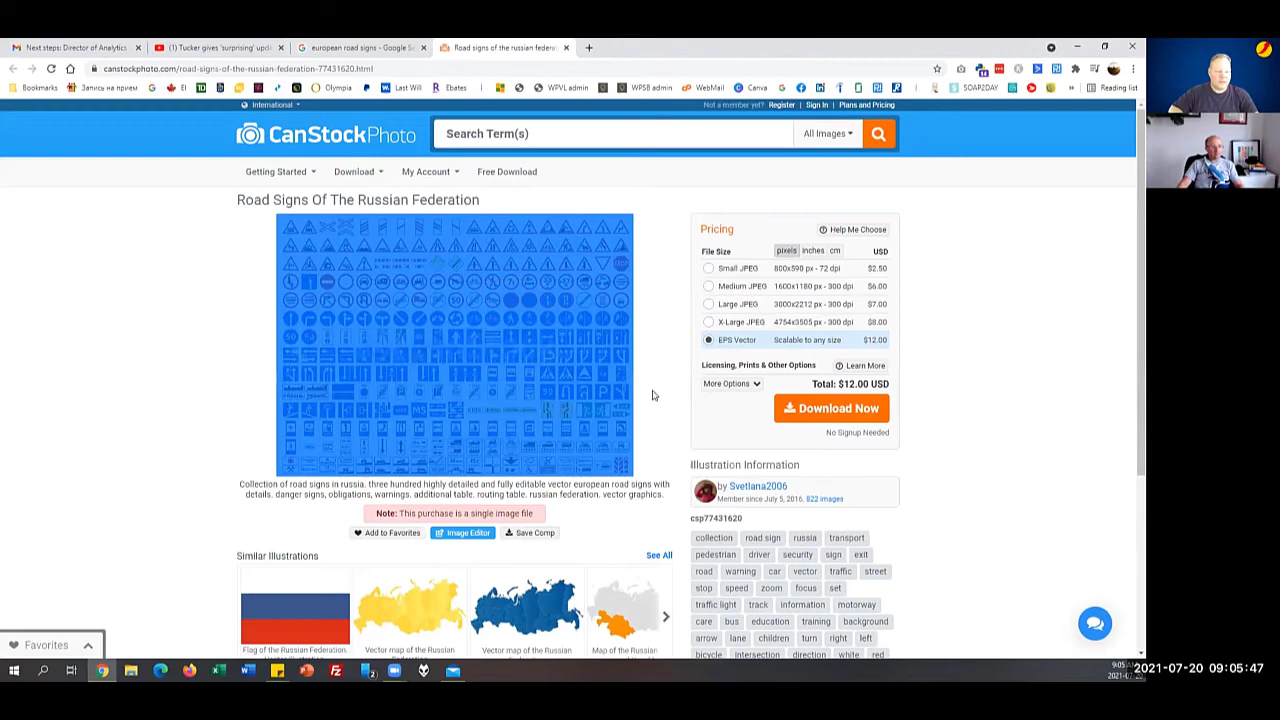 Next steps: Director of Analytics
(1) Tucker gives 'surprising' upd
european road signs - Google Se
Road signs of the russian federa
canstockphoto.com/road-signs-of-the-russian-federation-77431620.html
Bookmarks
Запись на прием
EI
Olympia
Last Will
Ebates
WPVL admin
WPSB admin
WebMail
Canva
SOAP2DAY
Reading list
International
Not a member yet? Register Sign In Plans and Pricing
CanStockPhoto
Search Term(s)
All Images
Getting Started Download My Account Free Download
Road Signs Of The Russian Federation
Collection of road signs in russia. three hundred highly detailed and fully editable vector european road signs with
details. danger signs, obligations, warnings. additional table. routing table. russian federation. vector graphics.
Note: This purchase is a single image file
Add to Favorites Image Editor Save Comp
Similar Illustrations See All
Flag of the Russian Federation.
Vector map of the Russian
Vector map of the Russian
Map of the Russian
Pricing Help Me Choose
File Size pixels inches cm USD
Small JPEG 800x590 px - 72 dpi $2.50
Medium JPEG 1600x1180 px - 300 dpi $6.00
Large JPEG 3000x2212 px - 300 dpi $7.00
X-Large JPEG 4754x3505 px - 300 dpi $8.00
EPS Vector Scalable to any size $12.00
Licensing, Prints & Other Options Learn More
More Options Total: $12.00 USD
Download Now
No Signup Needed
Illustration Information
by Svetlana2006
Member since July 5, 2016. 822 images
csp77431620
collection road sign russia transport
pedestrian driver security sign exit
road warning car vector traffic street
stop speed zoom focus set
traffic light track information motorway
care bus education training background
arrow lane children turn right left
bicycle intersection direction white red
Favorites
9:05
2021-07-20 09:05:47